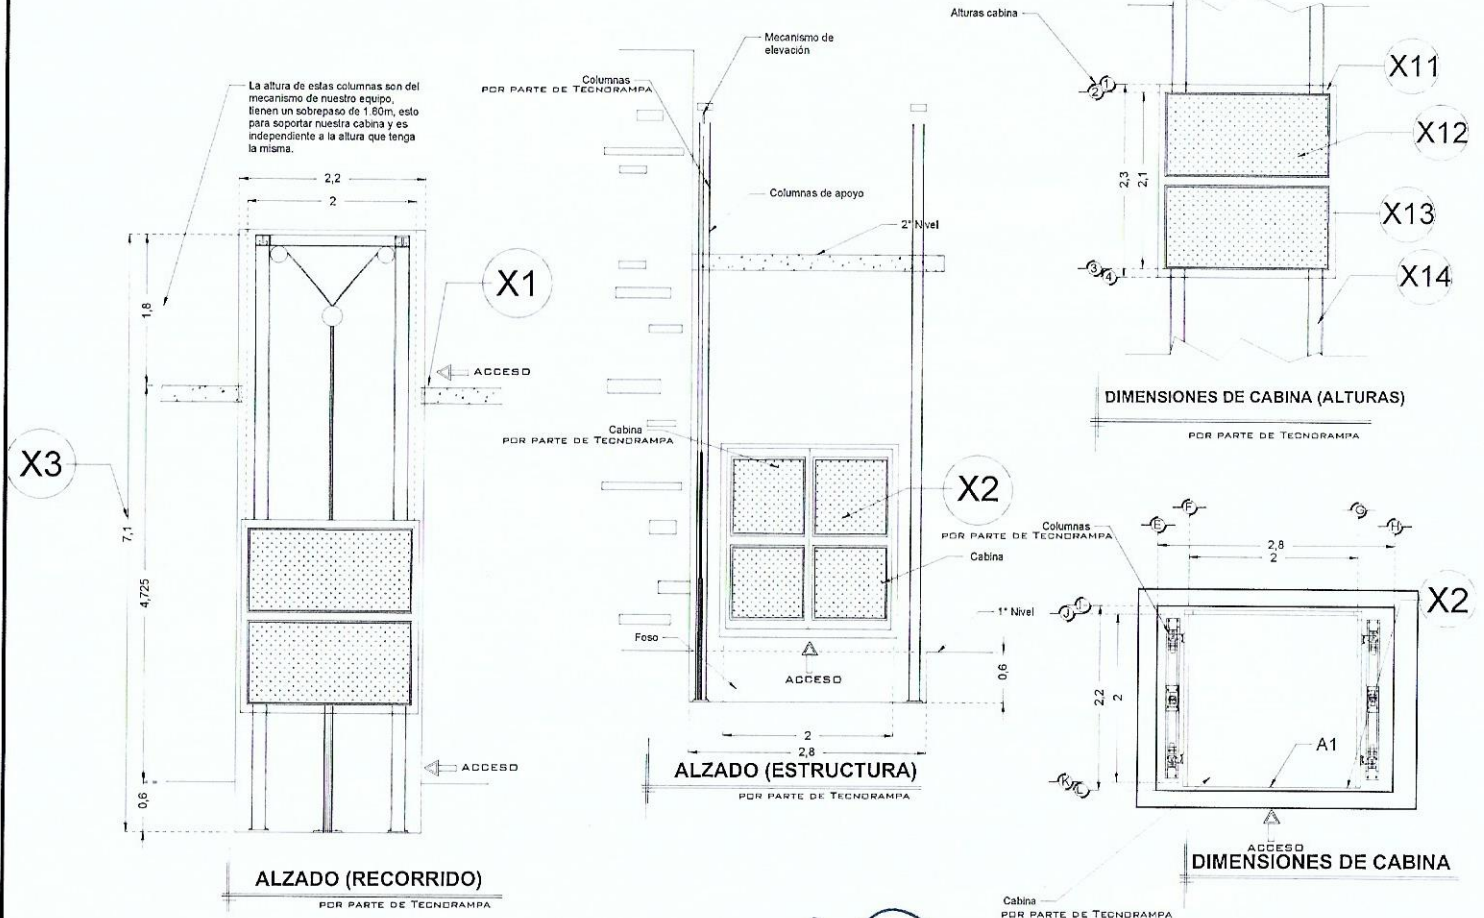 La altura de estas columnas son del
mecanismo de nuestro equipo,
tienen un sobrepaso de 1.80m, esto
para soportar nuestra cabina y es
independiente a la altura que tenga
la misma.
2,2
2
X1
ACCESO
1,8
X3
7,1
4,725
0,6
ACCESO
ALZADO (RECORRIDO)
POR PARTE DE TECNORAMPA
Mecanismo de
elevación
Columnas
POR PARTE DE TECNORAMPA
Columnas de apoyo
2° Nivel
Cabina
POR PARTE DE TECNORAMPA
X2
Cabina
1° Nivel
Foso
ACCESO
0,6
2
2,8
ALZADO (ESTRUCTURA)
POR PARTE DE TECNORAMPA
Alturas cabina
1
2
X11
X12
2,3
2,1
X13
3
4
X14
DIMENSIONES DE CABINA (ALTURAS)
POR PARTE DE TECNORAMPA
F
G
E
H
Columnas
POR PARTE DE TECNORAMPA
2,8
2
X2
J
2,2
2
A1
K
L
ACCESO
DIMENSIONES DE CABINA
Cabina
POR PARTE DE TECNORAMPA